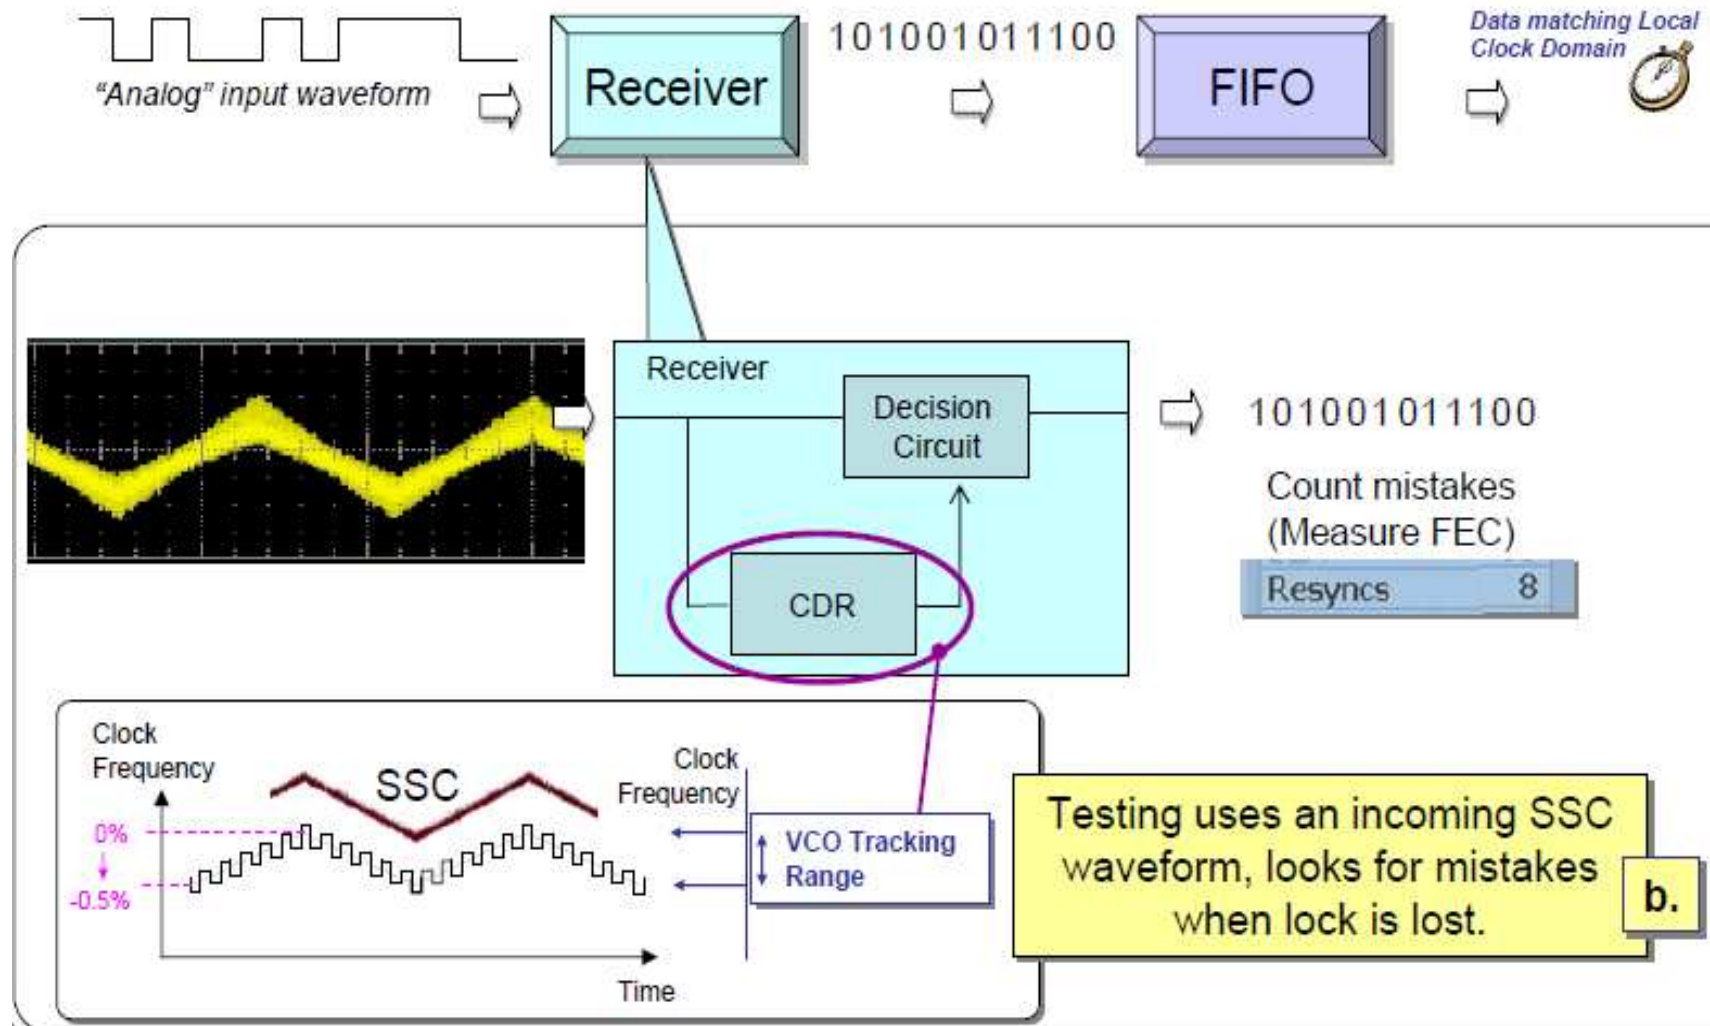 "Analog" input waveform
Receiver
101001011100
FIFO
Data matching Local
Clock Domain
Receiver
Decision
Circuit
CDR
101001011100
Count mistakes
(Measure FEC)
Resyncs 8
Clock
Frequency
0%
-0.5%
SSC
Time
Clock
Frequency
VCO Tracking
Range
Testing uses an incoming SSC
waveform, looks for mistakes
when lock is lost.
b.